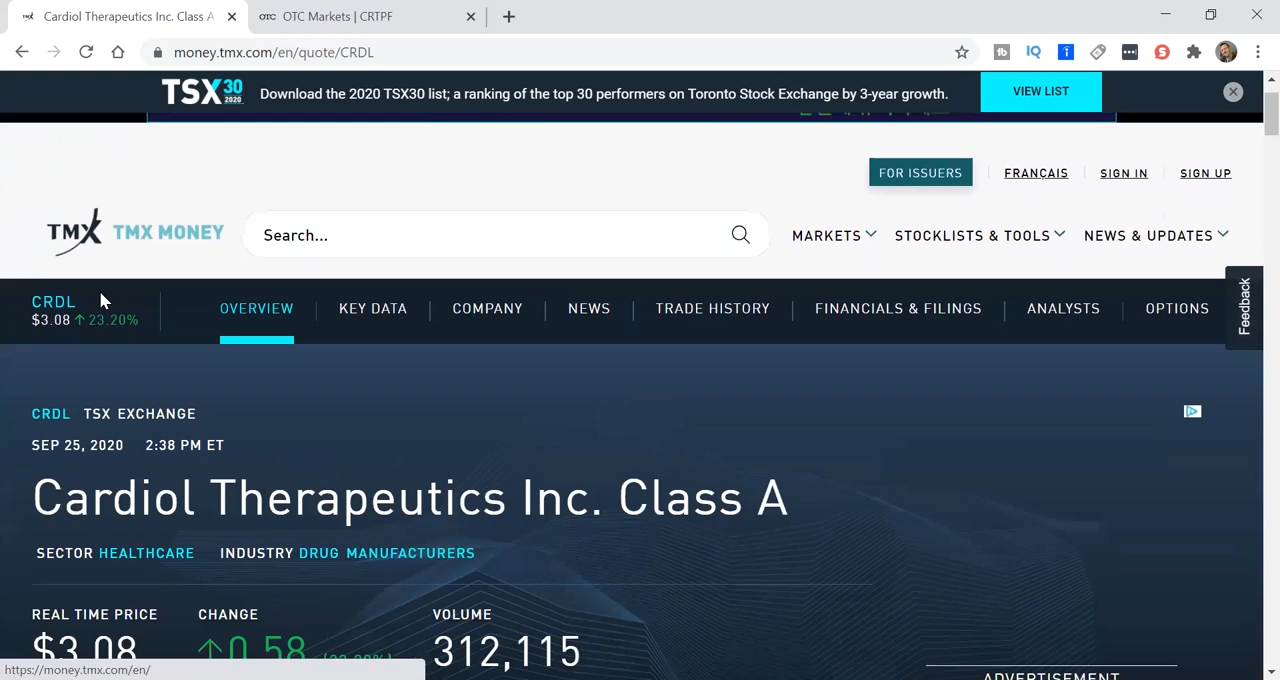 Cardiol Therapeutics Inc. Class A
OTC OTC Markets | CRTPF
money.tmx.com/en/quote/CRDL
TSX30 2020 Download the 2020 TSX30 list; a ranking of the top 30 performers on Toronto Stock Exchange by 3-year growth. VIEW LIST
FOR ISSUERS FRANÇAIS SIGN IN SIGN UP
TMX TMX MONEY Search... MARKETS STOCKLISTS & TOOLS NEWS & UPDATES
CRDL
$3.08 ↑ 23.20%
OVERVIEW KEY DATA COMPANY NEWS TRADE HISTORY FINANCIALS & FILINGS ANALYSTS OPTIONS
Feedback
CRDL TSX EXCHANGE
SEP 25, 2020 2:38 PM ET
Cardiol Therapeutics Inc. Class A
SECTOR HEALTHCARE INDUSTRY DRUG MANUFACTURERS
REAL TIME PRICE CHANGE VOLUME
$3.08 ↑0.58 312,115
https://money.tmx.com/en/
ADVERTISEMENT